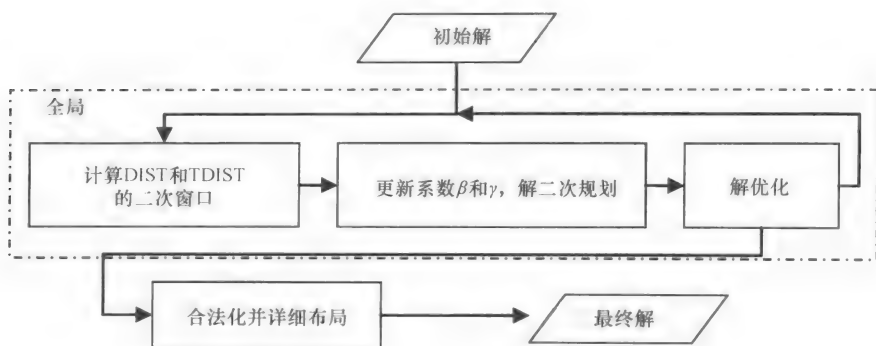 初始解
全局
计算DIST和TDIST
的二次窗口
更新系数β和γ，解二次规划
解优化
合法化并详细布局
最终解